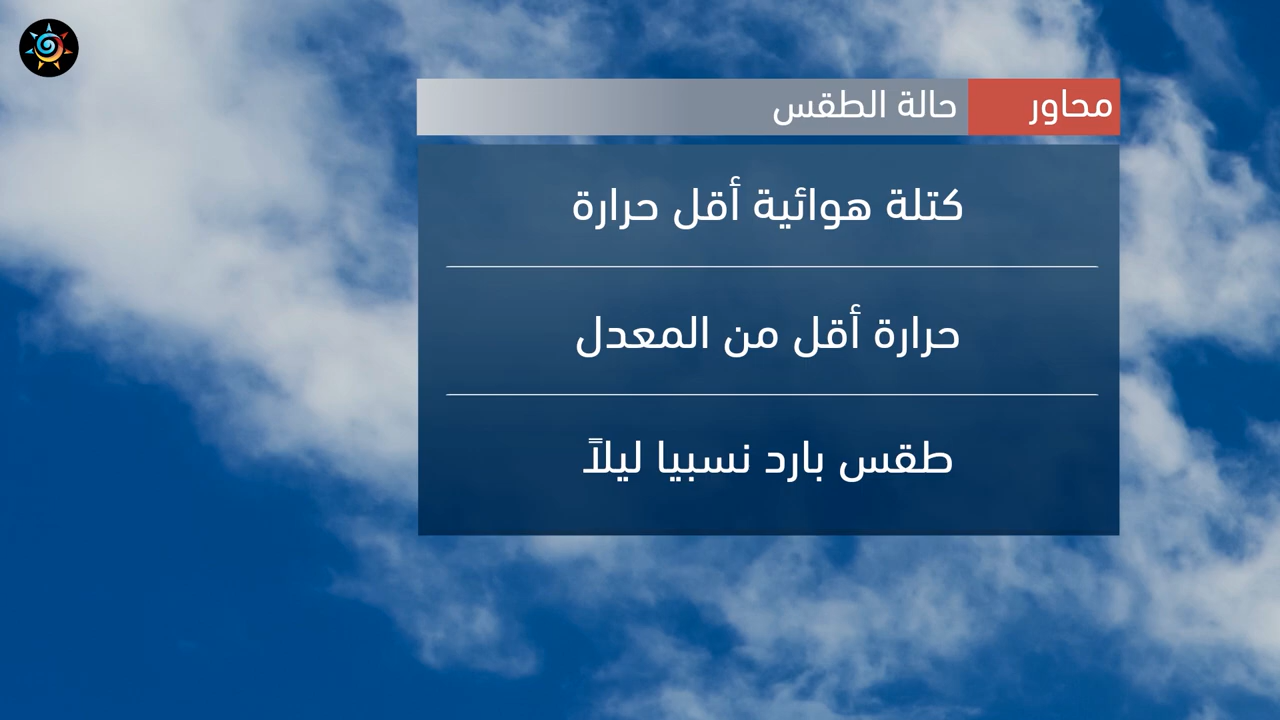 محاور حالة الطقس
كتلة هوائية أقل حرارة
حرارة أقل من المعدل
طقس بارد نسبيا ليلاً